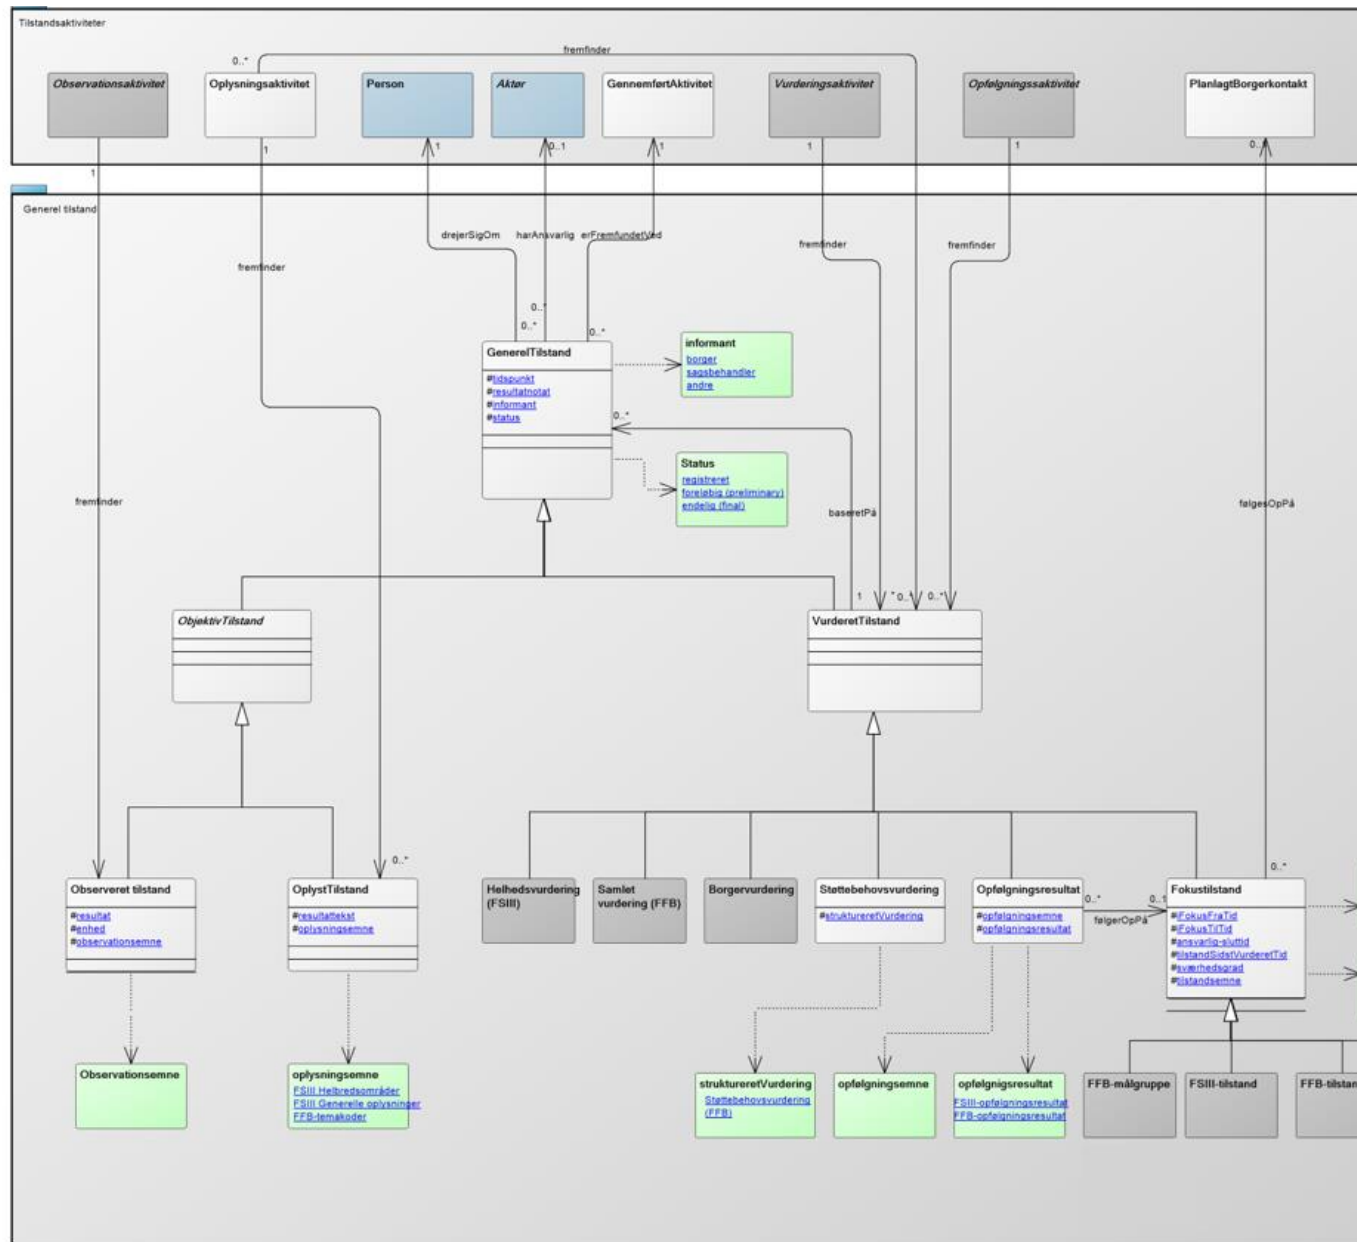 Tilstandsaktiviteter
fremfinder
0..*
Observationsaktivitet
Oplysningsaktivitet
Person
Aktør
GennemførtAktivitet
Vurderingsaktivitet
Opfølgningssaktivitet
PlanlagtBorgerkontakt
1
1
1
0..1
1
1
1
Generel tilstand
drejerSigOm
harAnsvarlig
erFremfundetVed
fremfinder
fremfinder
fremfinder
0..*
0..*
0..*
GenerelTilstand
#tidspunkt
#resultatnotat
#informant
#status
informant
borger
sagsbehandler
andre
0..*
Status
registreret
foreløbig (preliminary)
endelig (final)
fremfinder
baseretPå
følgesOpPå
1
*
0..*
0..*
ObjektivTilstand
VurderetTilstand
0..*
0..*
Observeret tilstand
#resultat
#enhed
#observationsemne
OplystTilstand
#resultattekst
#oplysningsemne
Helhedsvurdering
(FSIII)
Samlet
vurdering (FFB)
Borgervurdering
Støttebehovsvurdering
#struktureretVurdering
Opfølgningsresultat
#opfølgningsemne
#opfølgningsresultat
0..*
følgerOpPå
0..1
Fokustilstand
#iFokusFraTid
#iFokusTilTid
#ansvarlig-sluttid
#tilstandSidstVurderetTid
#sværhedsgrad
#tilstandsemne
Observationsemne
oplysningsemne
FSIII Helbredsområder
FSIII Generelle oplysninger
FFB-temakoder
struktureretVurdering
Støttebehovsvurdering
(FFB)
opfølgningsemne
opfølgnigsresultat
FSIII-opfølgningsresultat
FFB-opfølgningsresultat
FFB-målgruppe
FSIII-tilstand